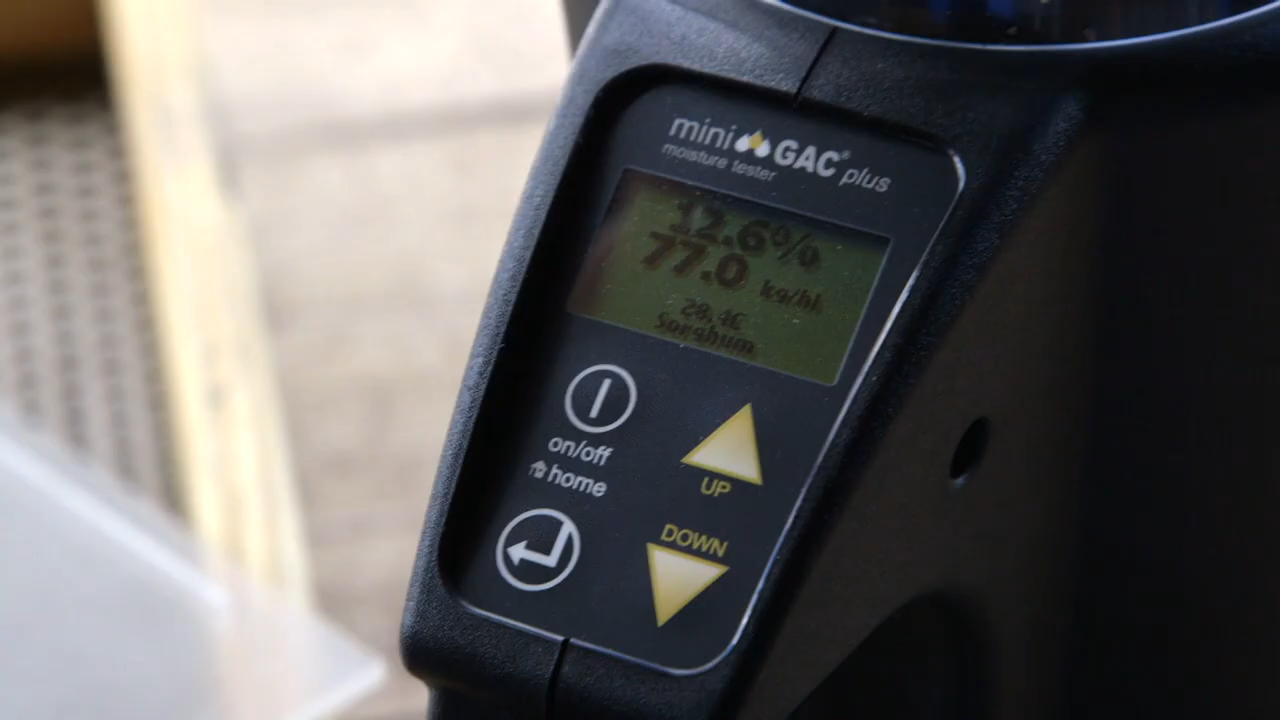 mini GAC® plus
moisture tester
12.6%
77.0 kg/hl
28.4C
Sorghum
on/off
home
UP
DOWN